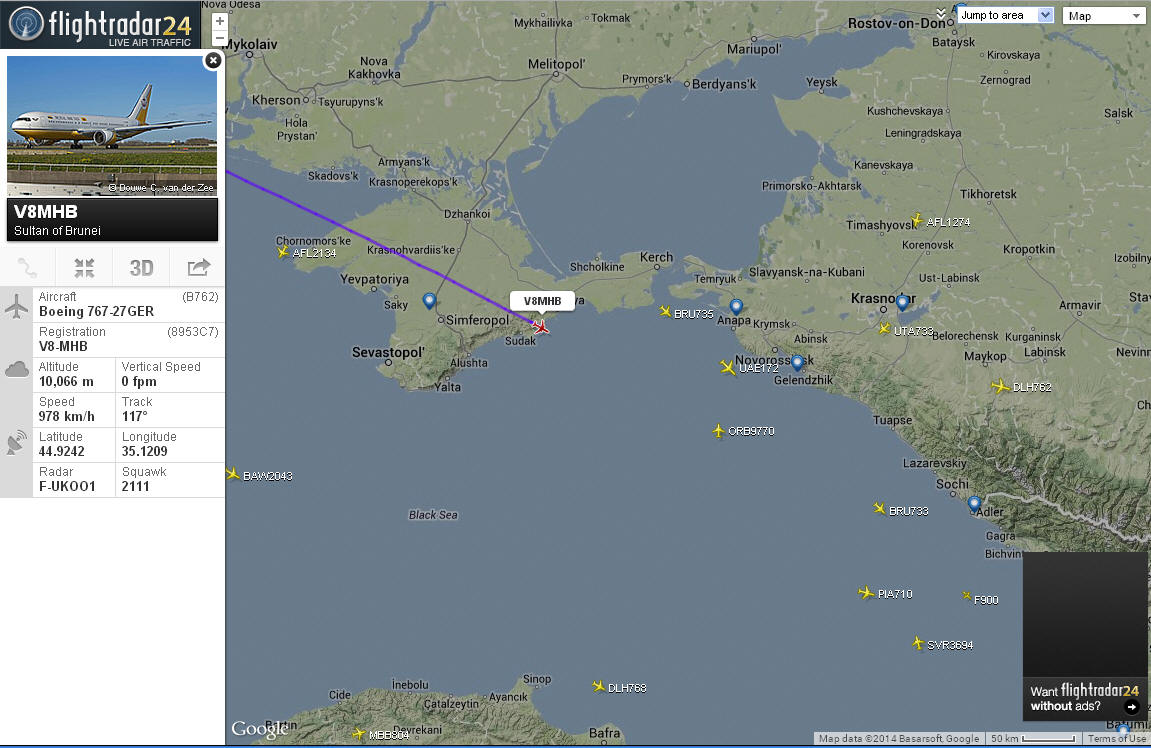 flightradar24
LIVE AIR TRAFFIC
© Douwe C. van der Zee
V8MHB
Sultan of Brunei
3D
Aircraft (B762)
Boeing 767-27GER
Registration (8953C7)
V8-MHB
Altitude Vertical Speed
10,066 m 0 fpm
Speed Track
978 km/h 117°
Latitude Longitude
44.9242 35.1209
Radar Squawk
F-UKOO1 2111
+
−
Jump to area
Map
Nova Odesa
Mykhailivka
Tokmak
Rostov-on-Don
Bataysk
Mykolaiv
Mariupol'
Kirovskaya
Nova
Kakhovka
Melitopol'
Prymors'k
Berdyans'k
Yeysk
Zernograd
Kherson
Tsyurypyns'k
Kushchevskaya
Salsk
Hola
Prystan'
Leningradskaya
Armyans'k
Kanevskaya
Skadovs'k
Krasnoperekops'k
Primorsko-Akhtarsk
Tikhoretsk
Dzhankoi
Timashyovsk
AFL1274
Chornomors'ke
AFL2134
Krasnohvardiis'ke
Korenovsk
Kropotkin
Kerch
Shcholkine
Izobilny
Yevpatoriya
Temryuk
Slavyansk-na-Kubani
Ust-Labinsk
Saky
V8MHB
Krasnodar
Armavir
Stavr
Simferopol
BRU735
Anapa
Krymsk
UTA733
Sudak
Abinsk
Belorechensk
Kurganinsk
Sevastopol'
Alushta
Novorossiysk
UAE172
Maykop
Labinsk
Nevinn
Yalta
Gelendzhik
DLH762
Ch
Tuapse
ORB9770
Lazarevskiy
BAW2043
Sochi
Black Sea
BRU733
Adler
Gagra
Bichvint
PIA710
F900
SVR3694
Sinop
DLH768
İnebolu
Cide
Ayancık
Çatalzeytin
Bartın
Devrekani
MBB804
Bafra
Batumi
Google
Want flightradar24
without ads?
Map data ©2014 Basarsoft, Google
50 km
Terms of Use